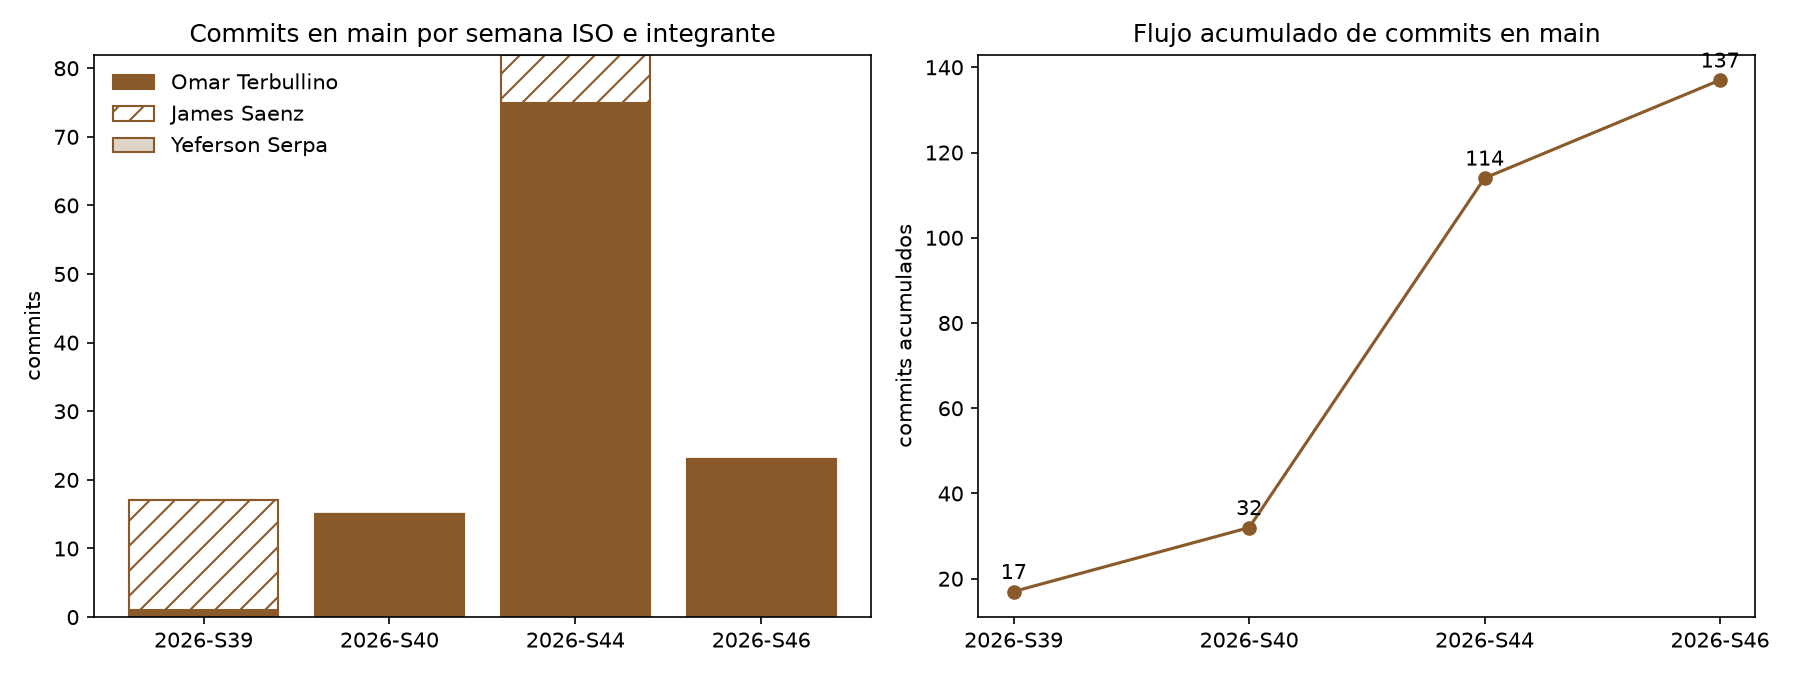 Commits en main por semana ISO e integrante
80
70
60
50
40
30
20
10
0
commits
Omar Terbullino
James Saenz
Yeferson Serpa
2026-S39
2026-S40
2026-S44
2026-S46
Flujo acumulado de commits en main
140
120
100
80
60
40
20
commits acumulados
17
32
114
137
2026-S39
2026-S40
2026-S44
2026-S46